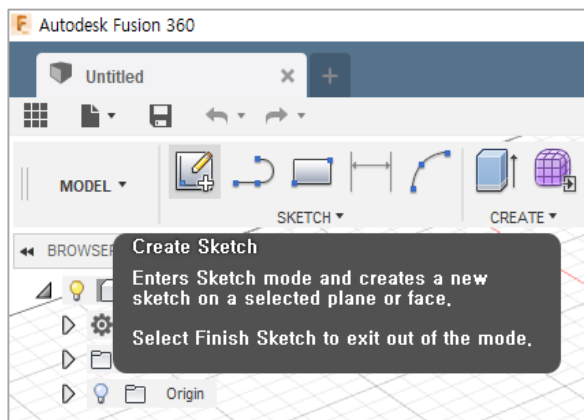 Autodesk Fusion 360
Untitled
MODEL
SKETCH
CREATE
BROWSE
Create Sketch
Enters Sketch mode and creates a new
sketch on a selected plane or face.
Select Finish Sketch to exit out of the mode.
Origin